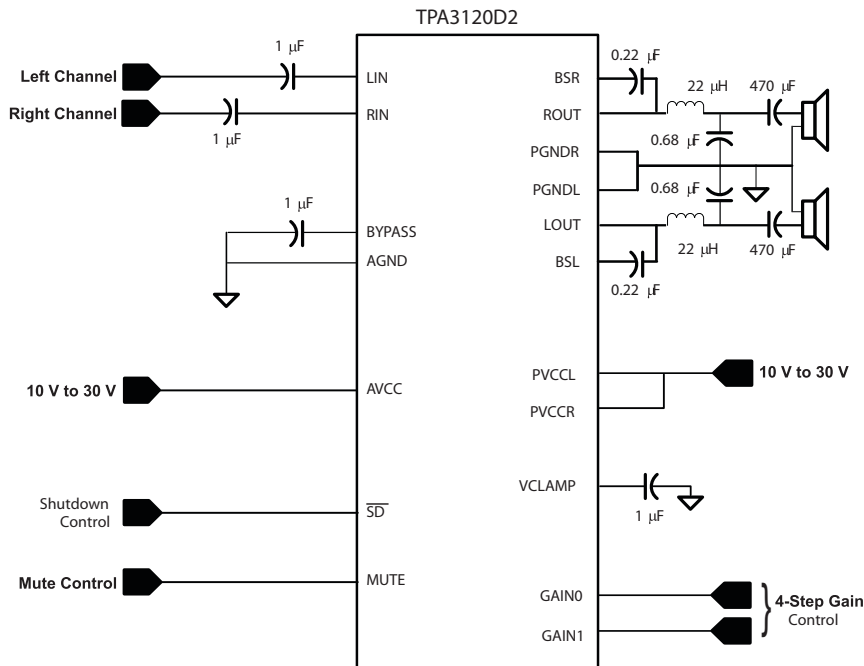 TPA3120D2
1 μF
Left Channel
LIN
Right Channel
RIN
1 μF
1 μF
BYPASS
AGND
10 V to 30 V
AVCC
Shutdown
Control
SD
Mute Control
MUTE
0.22 μF
BSR
22 μH
470 μF
ROUT
0.68 μF
PGNDR
PGNDL
0.68 μF
LOUT
22 μH
470 μF
BSL
0.22 μF
PVCCL
10 V to 30 V
PVCCR
VCLAMP
1 μF
GAIN0
4-Step Gain
Control
GAIN1